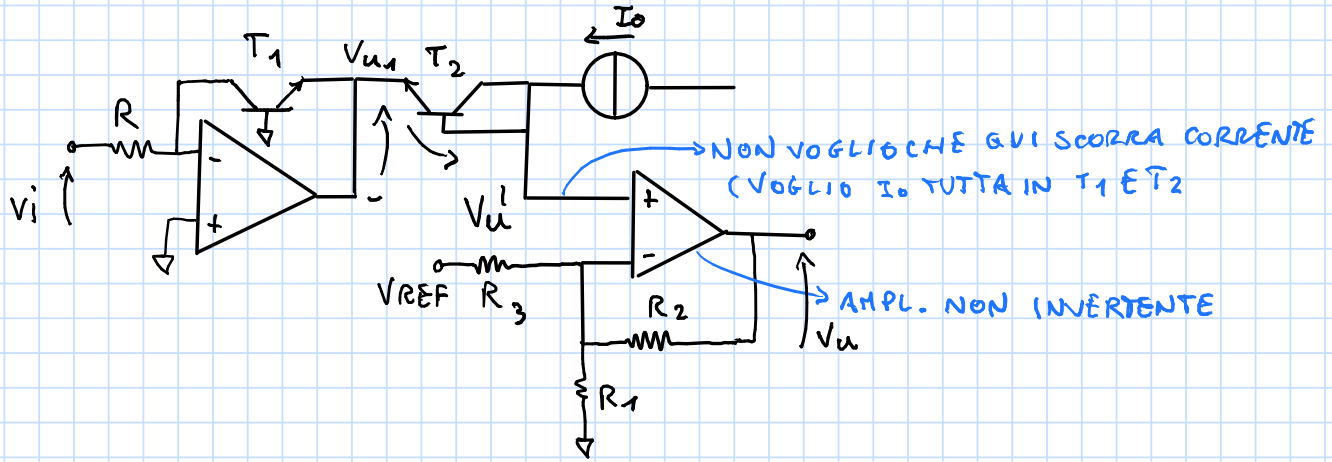 I0
T1
Vu1
T2
R
-
NON VOGLIO CHE QUI SCORRA CORRENTE
(VOGLIO I0 TUTTA IN T1 E T2
Vi
+
-
Vu'
+
-
VREF
R3
AMPL. NON INVERTENTE
R2
Vu
R1